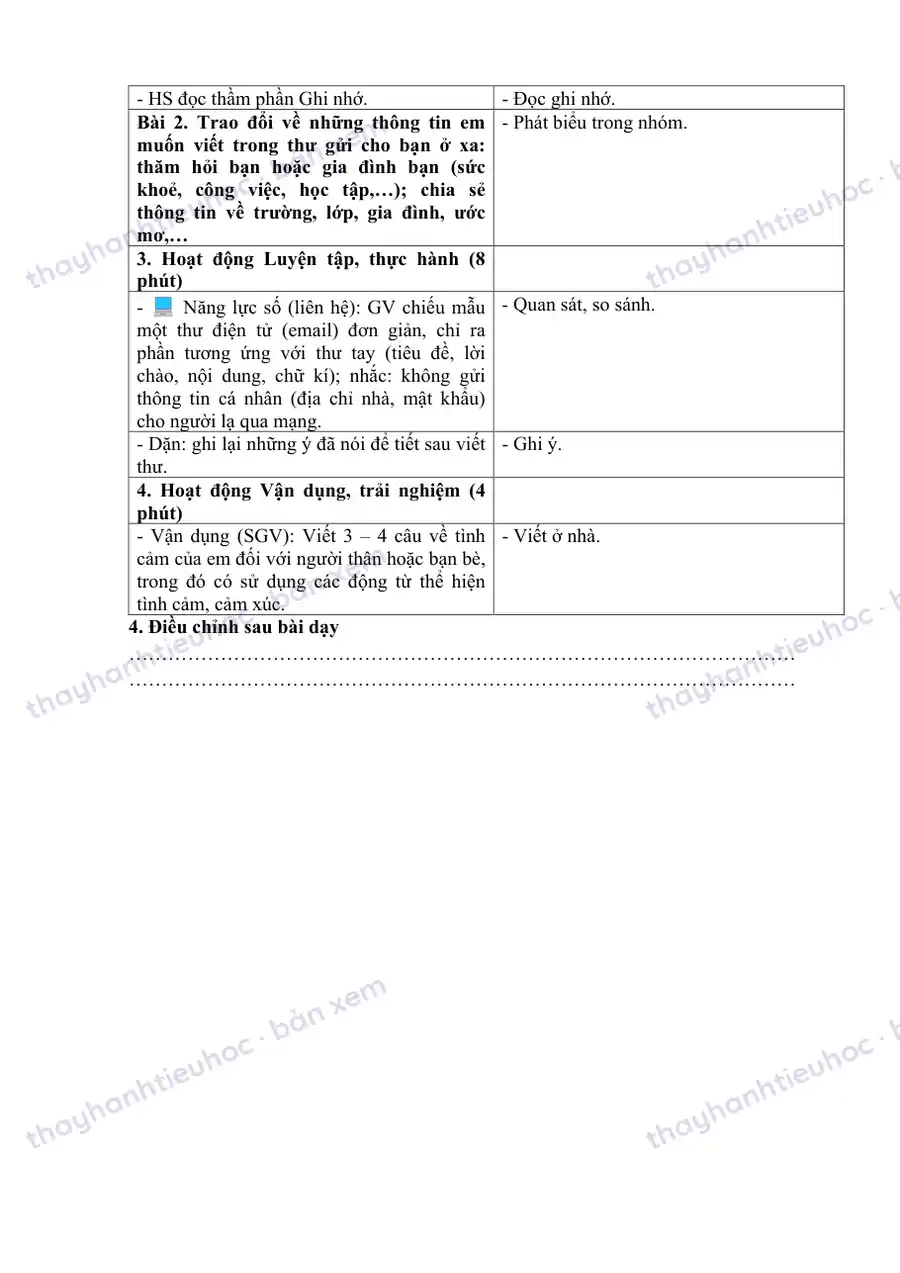 - HS đọc thầm phần Ghi nhớ.
- Đọc ghi nhớ.
Bài 2. Trao đổi về những thông tin em
muốn viết trong thư gửi cho bạn ở xa:
thăm hỏi bạn hoặc gia đình bạn (sức
khoẻ, công việc, học tập,…); chia sẻ
thông tin về trường, lớp, gia đình, ước
mơ,…
- Phát biểu trong nhóm.
3. Hoạt động Luyện tập, thực hành (8
phút)
- Năng lực số (liên hệ): GV chiếu mẫu
một thư điện tử (email) đơn giản, chỉ ra
phần tương ứng với thư tay (tiêu đề, lời
chào, nội dung, chữ kí); nhắc: không gửi
thông tin cá nhân (địa chỉ nhà, mật khẩu)
cho người lạ qua mạng.
- Quan sát, so sánh.
- Dặn: ghi lại những ý đã nói để tiết sau viết
thư.
- Ghi ý.
4. Hoạt động Vận dụng, trải nghiệm (4
phút)
- Vận dụng (SGV): Viết 3 – 4 câu về tình
cảm của em đối với người thân hoặc bạn bè,
trong đó có sử dụng các động từ thể hiện
tình cảm, cảm xúc.
- Viết ở nhà.
4. Điều chỉnh sau bài dạy
…………………………………………………………………………………………
…………………………………………………………………………………………
thayhanhtieuhoc · bản xem
thayhanhtieuhoc · b
thayhanhtieuhoc · bản xem
thayhanhtieuhoc · b
thayhanhtieuhoc · bản xem
thayhanhtieuhoc · b